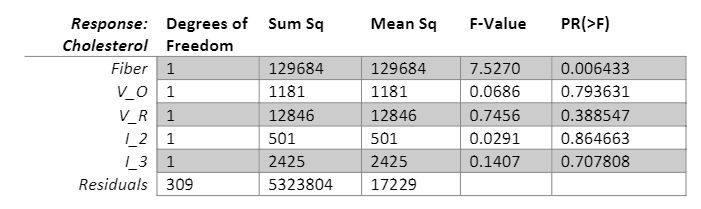 Response: Degrees of Sum Sq Mean Sq F-Value PR(>F)
Cholesterol Freedom
Fiber 1 129684 129684 7.5270 0.006433
V_O 1 1181 1181 0.0686 0.793631
V_R 1 12846 12846 0.7456 0.388547
I_2 1 501 501 0.0291 0.864663
I_3 1 2425 2425 0.1407 0.707808
Residuals 309 5323804 17229